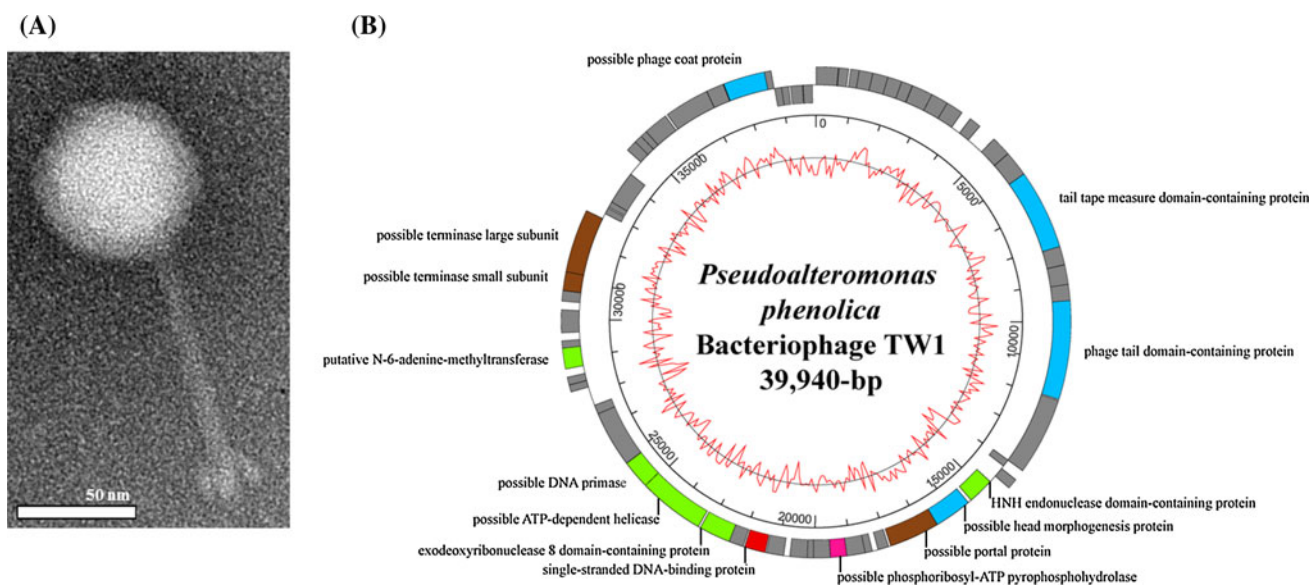 (A)
50 nm
(B)
possible phage coat protein
tail tape measure domain-containing protein
phage tail domain-containing protein
HNH endonuclease domain-containing protein
possible head morphogenesis protein
possible portal protein
possible phosphoribosyl-ATP pyrophosphohydrolase
single-stranded DNA-binding protein
exodeoxyribonuclease 8 domain-containing protein
possible ATP-dependent helicase
possible DNA primase
putative N-6-adenine-methyltransferase
possible terminase small subunit
possible terminase large subunit
0
5000
10000
15000
20000
25000
30000
35000
Pseudoalteromonas
phenolica
Bacteriophage TW1
39,940-bp